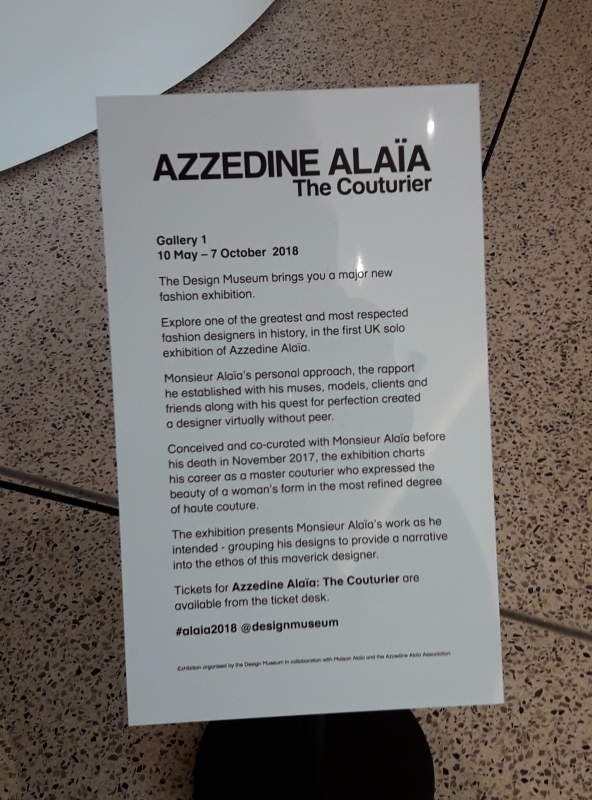 AZZEDINE ALAÏA
The Couturier
Gallery 1
10 May – 7 October 2018
The Design Museum brings you a major new
fashion exhibition.
Explore one of the greatest and most respected
fashion designers in history, in the first UK solo
exhibition of Azzedine Alaïa.
Monsieur Alaïa's personal approach, the rapport
he established with his muses, models, clients and
friends along with his quest for perfection created
a designer virtually without peer.
Conceived and co-curated with Monsieur Alaïa before
his death in November 2017, the exhibition charts
his career as a master couturier who expressed the
beauty of a woman's form in the most refined degree
of haute couture.
The exhibition presents Monsieur Alaïa's work as he
intended - grouping his designs to provide a narrative
into the ethos of this maverick designer.
Tickets for Azzedine Alaïa: The Couturier are
available from the ticket desk.
#alaia2018 @designmuseum
Exhibition organised by the Design Museum in collaboration with Maison Alaïa and the Azzedine Alaïa Association.